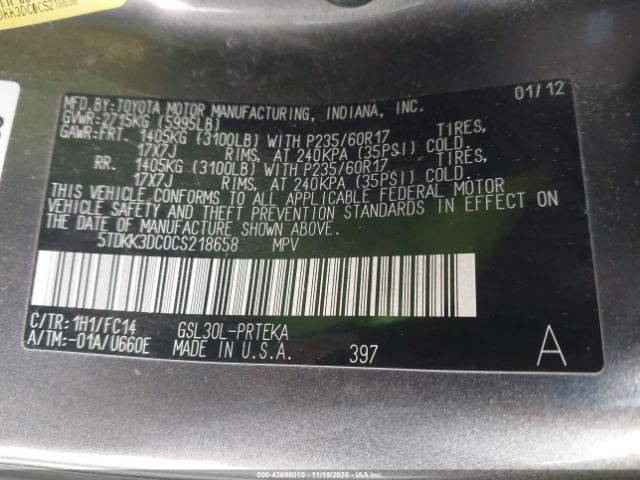 DKK3DC0CS218658
MFD.BY:TOYOTA MOTOR MANUFACTURING, INDIANA, INC. 01/12
GVWR:2715KG (5995LB)
GAWR:FRT. 1405KG (3100LB) WITH P235/60R17 TIRES,
17X7J RIMS, AT 240KPA (35PSI) COLD.
RR. 1405KG (3100LB) WITH P235/60R17 TIRES,
17X7J RIMS, AT 240KPA (35PSI) COLD.
THIS VEHICLE CONFORMS TO ALL APPLICABLE FEDERAL MOTOR
VEHICLE SAFETY AND THEFT PREVENTION STANDARDS IN EFFECT ON
THE DATE OF MANUFACTURE SHOWN ABOVE.
5TDKK3DC0CS218658 MPV
C/TR:1H1/FC14 GSL30L-PRTEKA
A/TM:-01A/U660E MADE IN U.S.A. 397 A
000-43698010 - 11/19/2025 - IAAI.COM